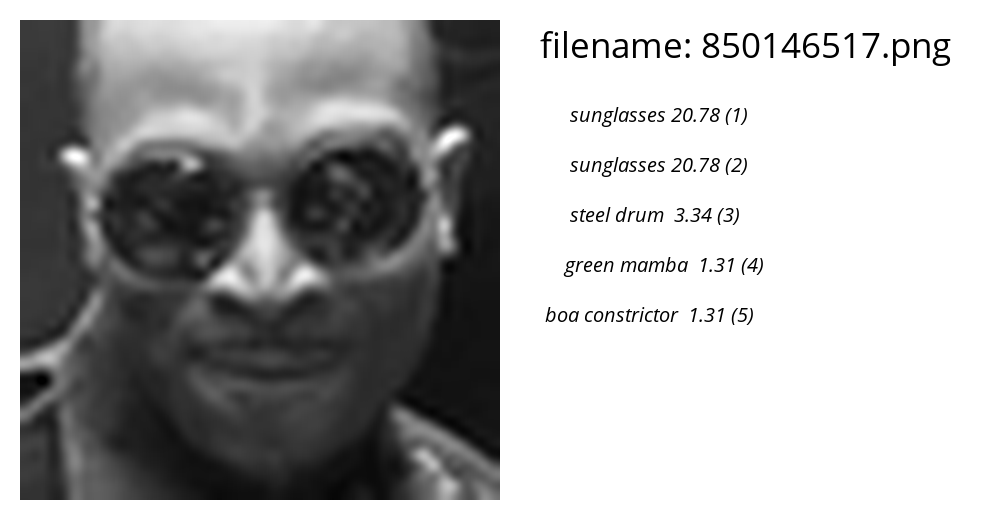 filename: 850146517.png
sunglasses 20.78 (1)
sunglasses 20.78 (2)
steel drum 3.34 (3)
green mamba 1.31 (4)
boa constrictor 1.31 (5)